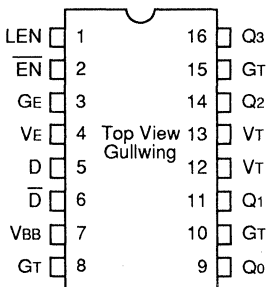 LEN 1 16 Q3
EN 2 15 GT
GE 3 14 Q2
VE 4 Top View 13 VT
Gullwing
D 5 12 VT
D 6 11 Q1
VBB 7 10 GT
GT 8 9 Q0